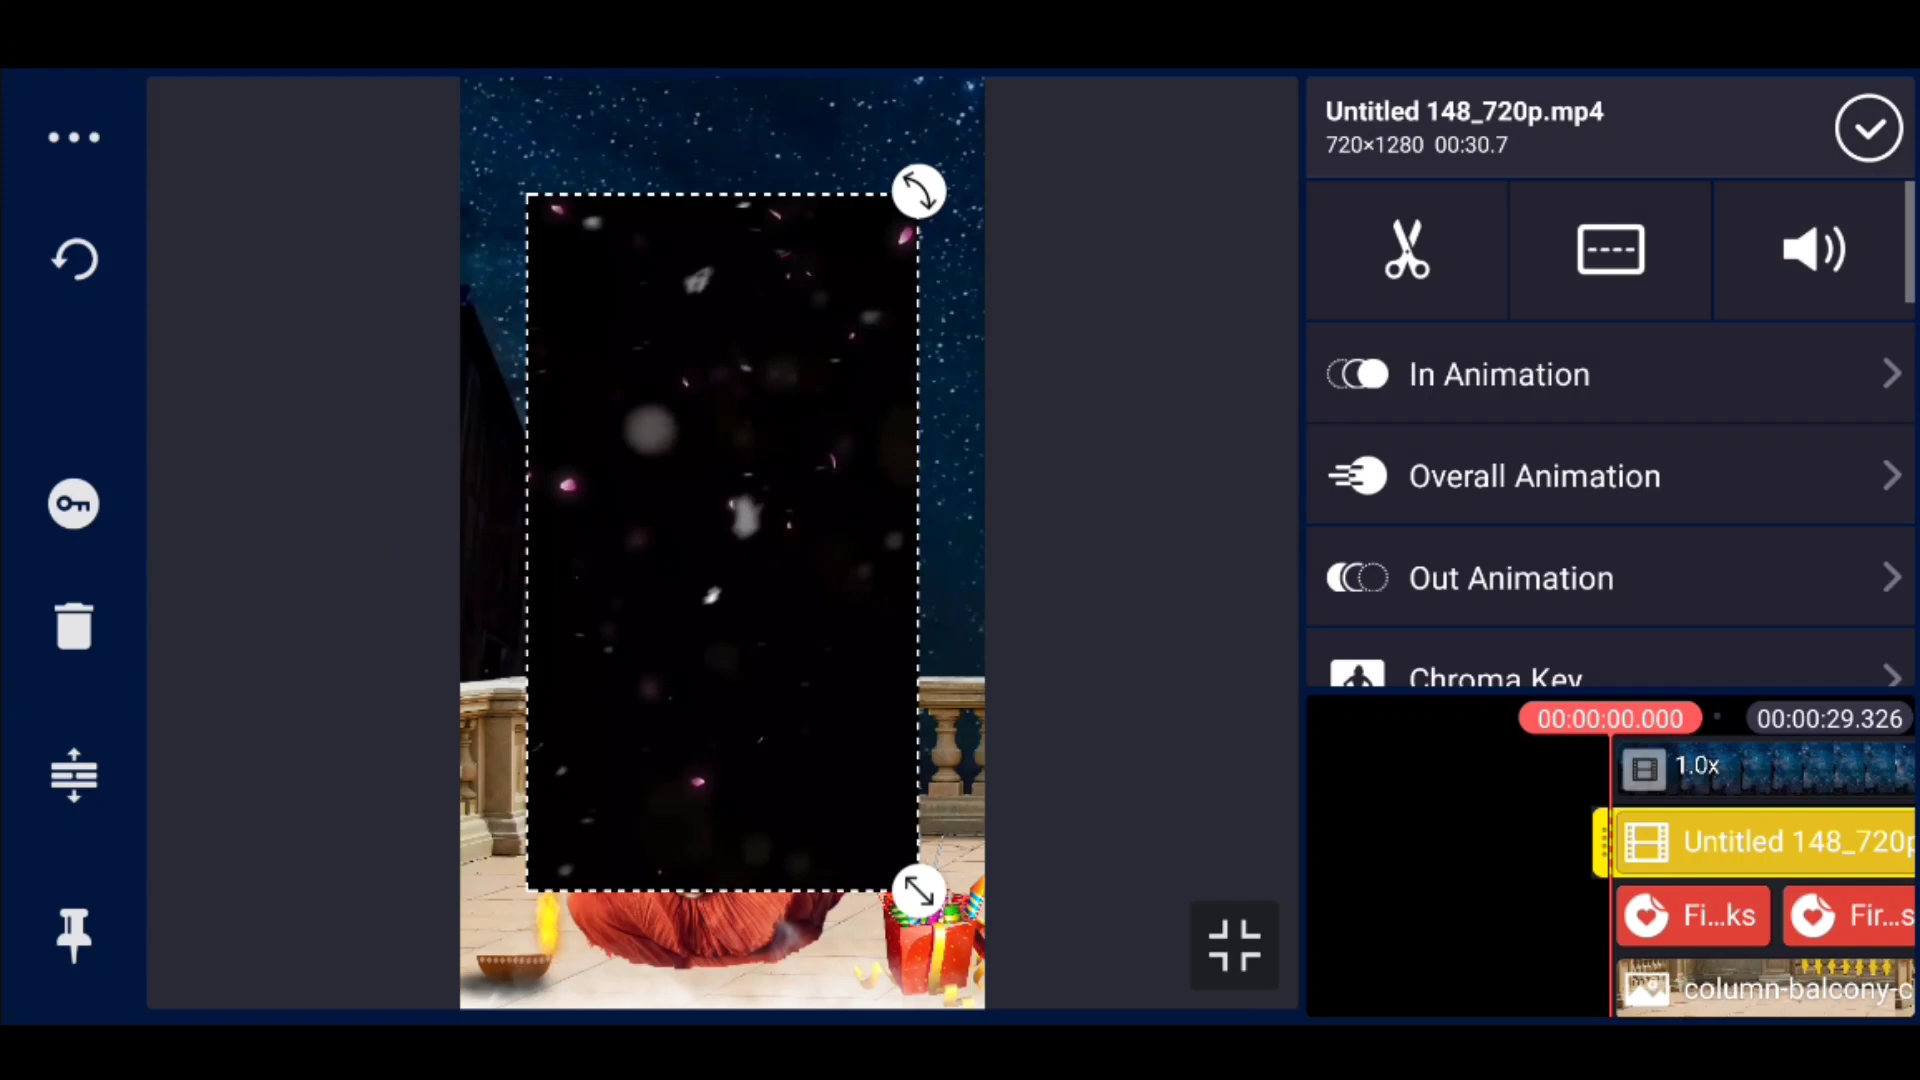 Untitled 148_720p.mp4
720×1280 00:30.7
In Animation
Overall Animation
Out Animation
Chroma Key
00:00:00.000
00:00:29.326
1.0x
Untitled 148_720p
Fi...ks
Fir...s
column-balcony-c